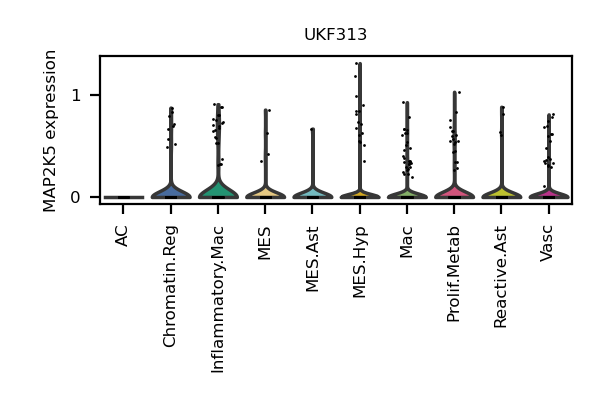 UKF313
MAP2K5 expression
1
0
AC
Chromatin.Reg
Inflammatory.Mac
MES
MES.Ast
MES.Hyp
Mac
Prolif.Metab
Reactive.Ast
Vasc